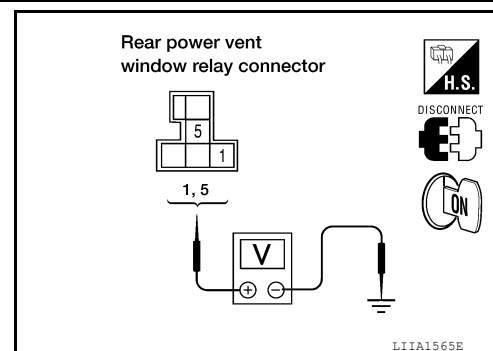 Rear power vent
window relay connector
H.S.
DISCONNECT
5
1
1, 5
ON
V
+ −
LIIA1565E